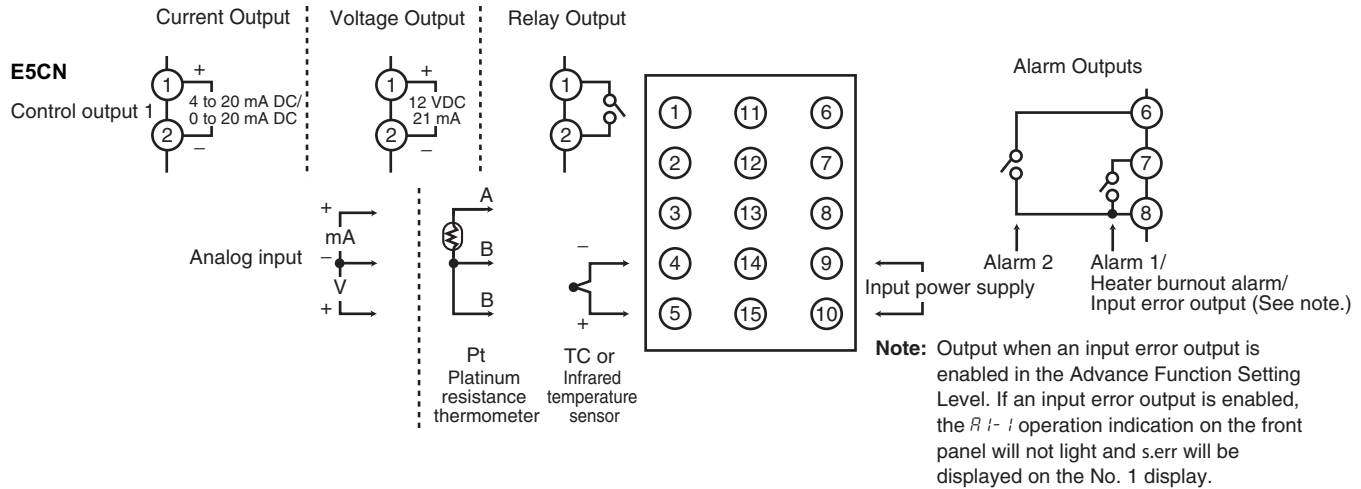 Current Output
Voltage Output
Relay Output
E5CN
Control output 1
1
+
4 to 20 mA DC/
0 to 20 mA DC
2
−
1
+
12 VDC
21 mA
2
−
1
2
1 11 6
2 12 7
3 13 8
4 14 9
5 15 10
Alarm Outputs
6
7
8
Analog input
+
mA
−
V
+
A
B
B
Pt
Platinum
resistance
thermometer
−
+
TC or
Infrared
temperature
sensor
Input power supply
Alarm 2
Alarm 1/
Heater burnout alarm/
Input error output (See note.)
Note: Output when an input error output is
enabled in the Advance Function Setting
Level. If an input error output is enabled,
the A1-1 operation indication on the front
panel will not light and s.err will be
displayed on the No. 1 display.